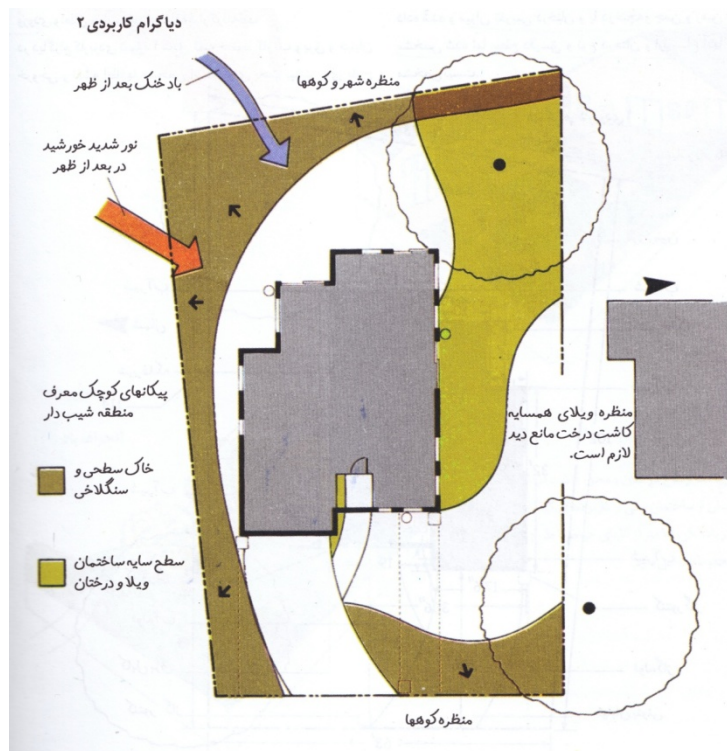 دیاگرام کاربردی ۲
باد خنک بعد از ظهر
منظره شهر و کوهها
نور شدید خورشید
در بعد از ظهر
پیکانهای کوچک معرف
منطقه شیب دار
خاک سطحی و
سنگلاخی
سطح سایه ساختمان
ویلا و درختان
منظره ویلای همسایه
کاشت درخت مانع دید
لازم است.
منظره کوهها